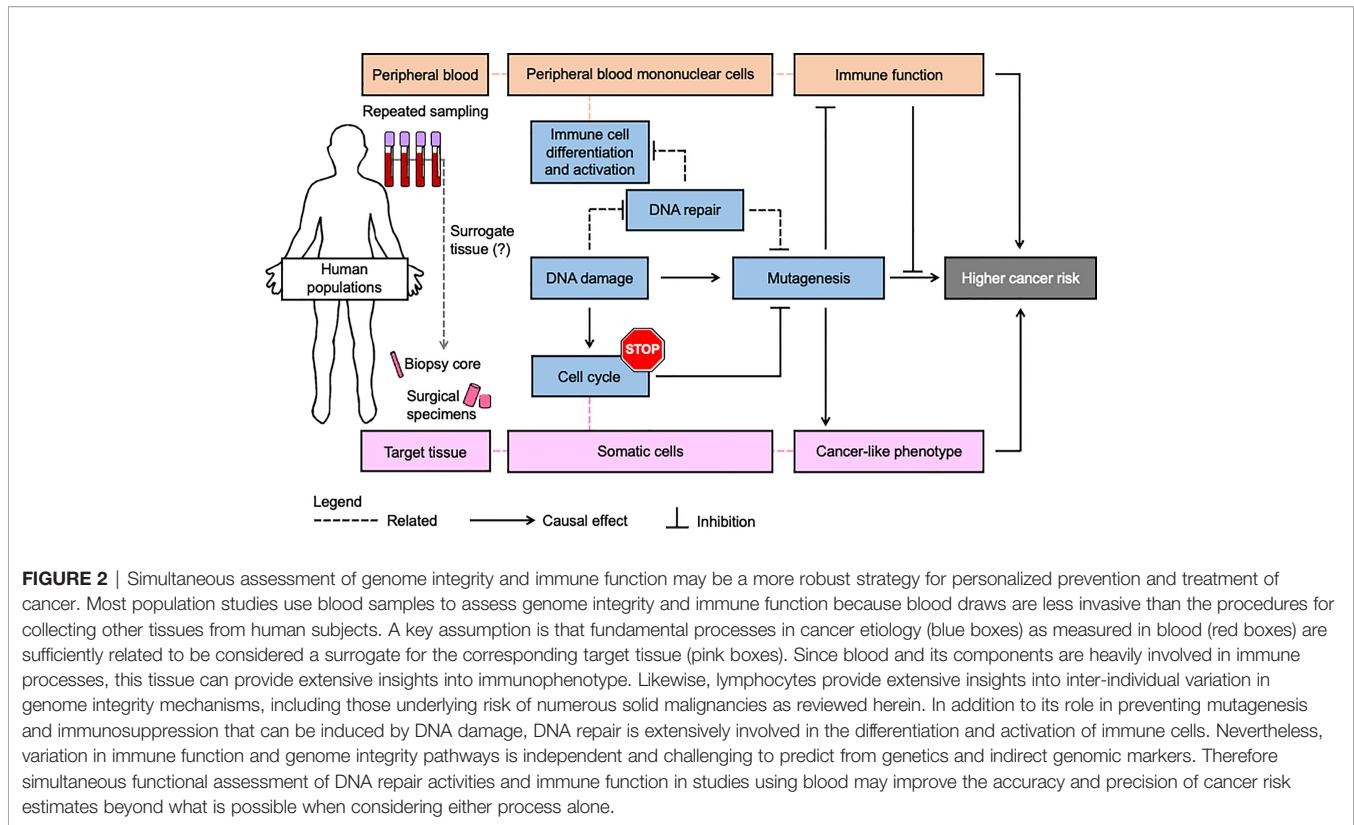 Peripheral blood
Peripheral blood mononuclear cells
Immune function
Repeated sampling
Immune cell
differentiation
and activation
DNA repair
Surrogate
tissue (?)
Human
populations
DNA damage
Mutagenesis
Higher cancer risk
STOP
Cell cycle
Biopsy core
Surgical
specimens
Target tissue
Somatic cells
Cancer-like phenotype
Legend
Related
Causal effect
Inhibition
FIGURE 2 | Simultaneous assessment of genome integrity and immune function may be a more robust strategy for personalized prevention and treatment of
cancer. Most population studies use blood samples to assess genome integrity and immune function because blood draws are less invasive than the procedures for
collecting other tissues from human subjects. A key assumption is that fundamental processes in cancer etiology (blue boxes) as measured in blood (red boxes) are
sufficiently related to be considered a surrogate for the corresponding target tissue (pink boxes). Since blood and its components are heavily involved in immune
processes, this tissue can provide extensive insights into immunophenotype. Likewise, lymphocytes provide extensive insights into inter-individual variation in
genome integrity mechanisms, including those underlying risk of numerous solid malignancies as reviewed herein. In addition to its role in preventing mutagenesis
and immunosuppression that can be induced by DNA damage, DNA repair is extensively involved in the differentiation and activation of immune cells. Nevertheless,
variation in immune function and genome integrity pathways is independent and challenging to predict from genetics and indirect genomic markers. Therefore
simultaneous functional assessment of DNA repair activities and immune function in studies using blood may improve the accuracy and precision of cancer risk
estimates beyond what is possible when considering either process alone.